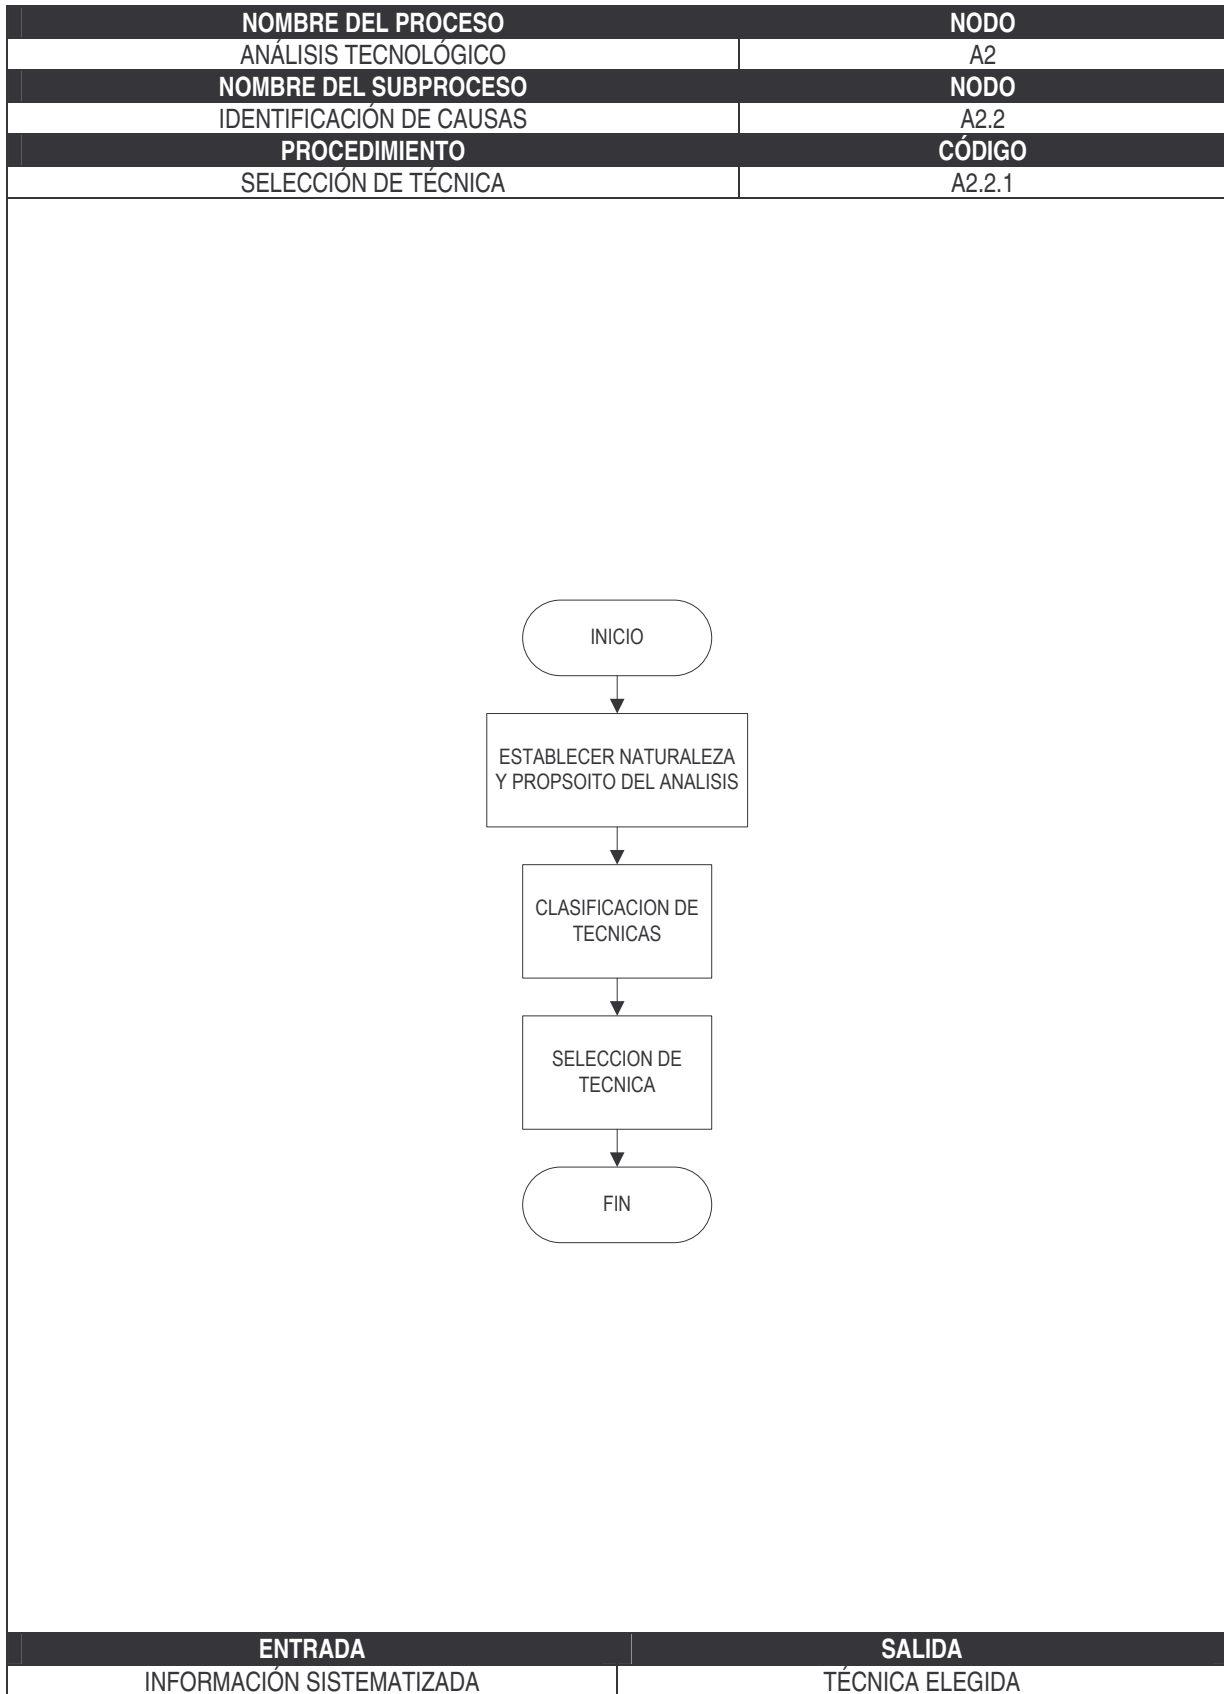 NOMBRE DEL PROCESO NODO
ANÁLISIS TECNOLÓGICO A2
NOMBRE DEL SUBPROCESO NODO
IDENTIFICACIÓN DE CAUSAS A2.2
PROCEDIMIENTO CÓDIGO
SELECCIÓN DE TÉCNICA A2.2.1
INICIO
ESTABLECER NATURALEZA
Y PROPSOITO DEL ANALISIS
CLASIFICACION DE
TECNICAS
SELECCION DE
TECNICA
FIN
ENTRADA SALIDA
INFORMACIÓN SISTEMATIZADA TÉCNICA ELEGIDA